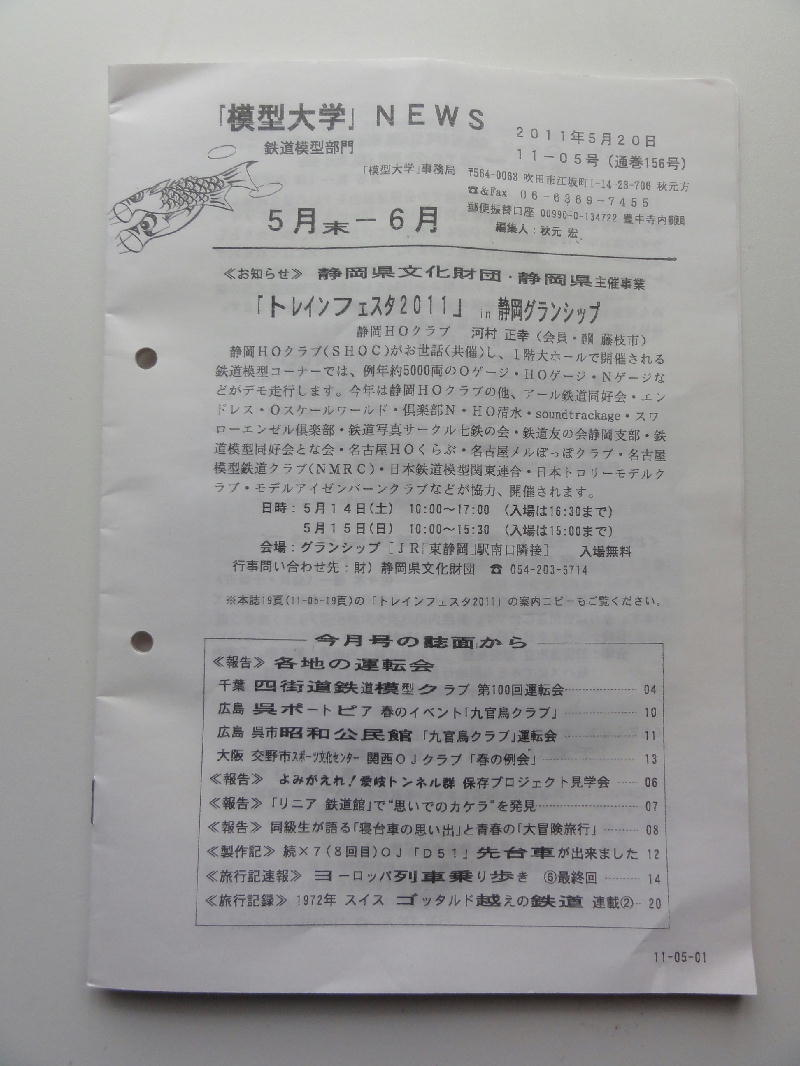 「模型大学」NEWS
鉄道模型部門
2011年5月20日
11-05号（通巻156号）
「模型大学」事務局
〒564-0063 吹田市江坂町1-14-26-706 秋元方
☎&Fax 06-6369-7455
郵便振替口座 00990-0-134722 豊中寺内郵局
編集人：秋元 宏
5月末－6月
≪お知らせ≫ 静岡県文化財団・静岡県主催事業
「トレインフェスタ2011」in 静岡グランシップ
静岡HOクラブ 河村 正幸（会員・靜 藤枝市）
静岡HOクラブ(SHOC)がお世話(共催)し、1階大ホールで開催される
鉄道模型コーナーでは、例年約5000両のOゲージ・HOゲージ・Nゲージな
どがデモ走行します。今年は静岡HOクラブの他、アール鉄道同好会・エン
ドレス・Oスケールワールド・倶楽部N・HO清水・soundtrackage・スワ
ローエンゼル倶楽部・鉄道写真サークル七鉄の会・鉄道友の会静岡支部・鉄
道模型同好会とな会・名古屋HOくらぶ・名古屋メルぽっぽクラブ・名古屋
模型鉄道クラブ(NMRC)・日本鉄道模型関東連合・日本トロリーモデルク
ラブ・モデルアイゼンバーンクラブなどが協力、開催されます。
日時：5月14日(土) 10:00～17:00 （入場は16:30まで）
5月15日(日) 10:00～15:30 （入場は15:00まで）
会場：グランシップ［JR｢東静岡｣駅南口隣接］ 入場無料
行事問い合わせ先：財）静岡県文化財団 ☎ 054-203-5714
※本誌19頁(11-05-19頁)の「トレインフェスタ2011」の案内コピーもご覧ください。
今月号の誌面から
≪報告≫ 各地の運転会
千葉 四街道鉄道模型クラブ 第100回運転会………… 04
広島 呉ポートピア 春のイベント｢九官鳥クラブ｣………… 10
広島 呉市昭和公民館「九官鳥クラブ｣運転会………… 11
大阪 交野市スポーツ文化センター 関西OJクラブ「春の例会」………… 13
≪報告≫ よみがえれ！愛岐トンネル群 保存プロジェクト見学会…… 06
≪報告≫「リニア 鉄道館」で“思いでのカケラ”を発見………… 07
≪報告≫ 同級生が語る｢寝台車の思い出｣と青春の｢大冒険旅行｣……… 08
≪製作記≫ 続×7（8回目）OJ「D51」先台車が出来ました 12
≪旅行記速報≫ ヨーロッパ列車乗り歩き ⑥最終回……… 14
≪旅行記録≫ 1972年 スイス ゴッタルド越えの鉄道 連載②‥ 20
11-05-01